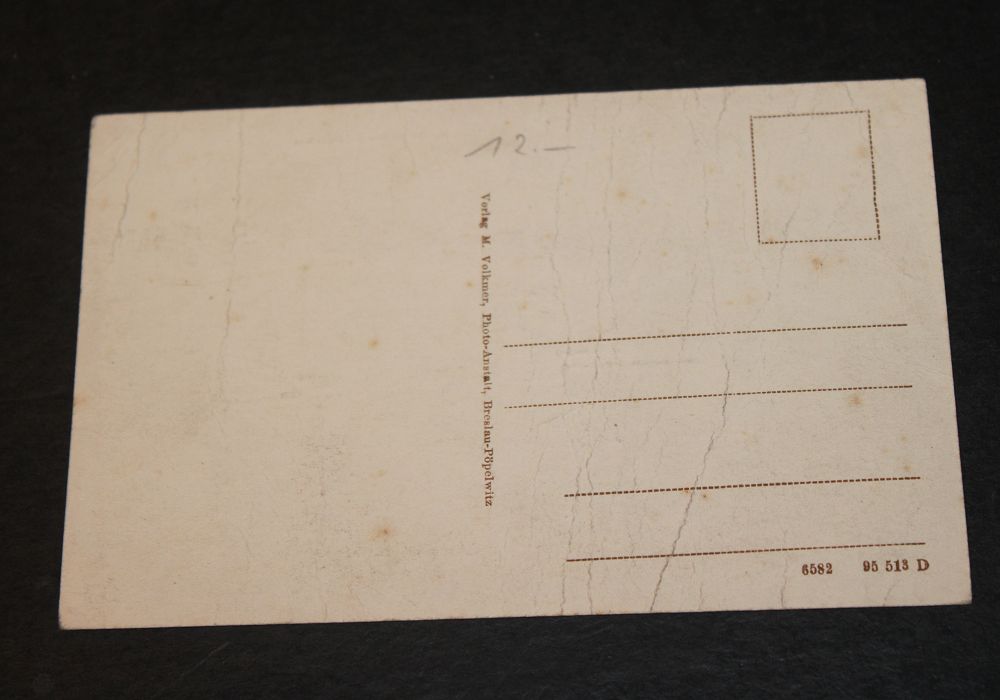 12.—
Verlag M. Volkmer, Photo-Anstalt, Breslau-Pöpelwitz
6582 95 513 D